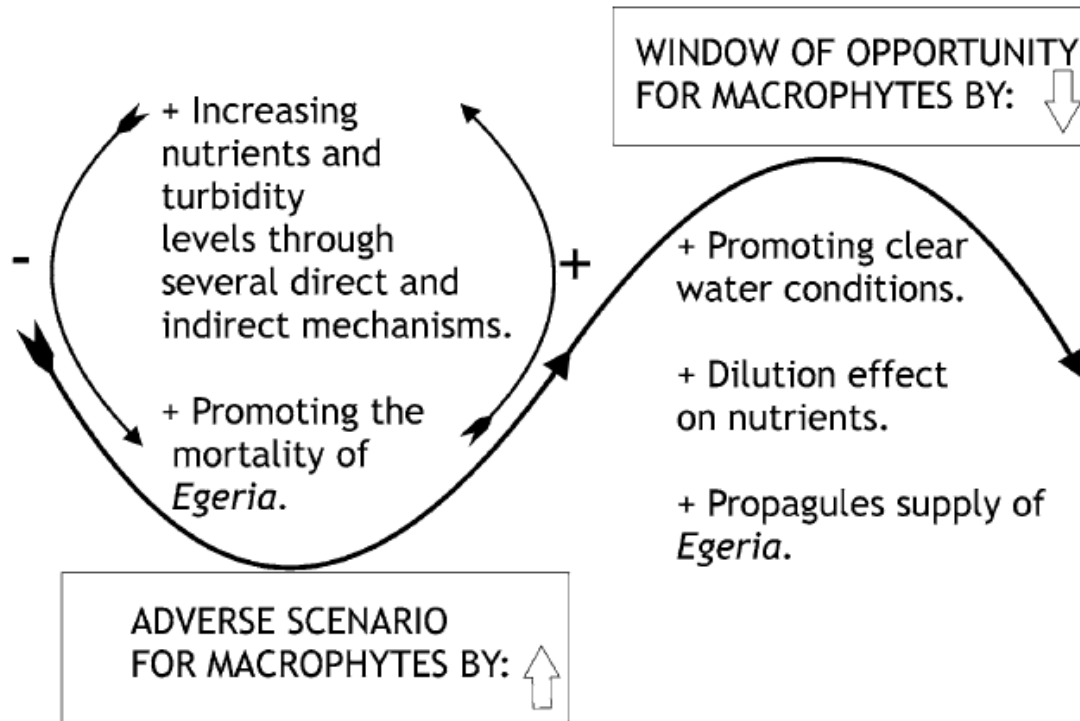 WINDOW OF OPPORTUNITY
FOR MACROPHYTES BY:
+ Increasing
nutrients and
turbidity
levels through
several direct and
indirect mechanisms.
-
+
+ Promoting the
mortality of
Egeria.
+ Promoting clear
water conditions.
+ Dilution effect
on nutrients.
+ Propagules supply of
Egeria.
ADVERSE SCENARIO
FOR MACROPHYTES BY: